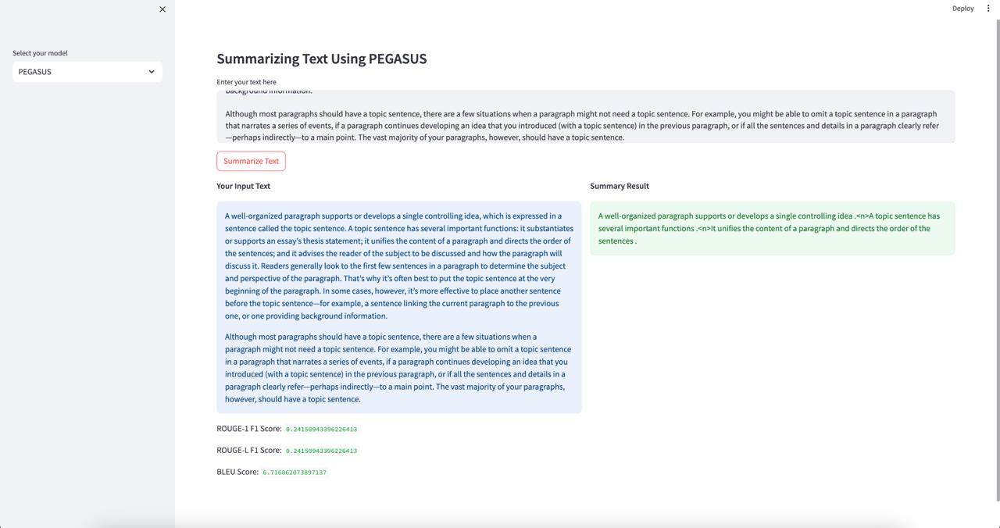 Deploy
Select your model
PEGASUS
Summarizing Text Using PEGASUS
Enter your text here
background information.
Although most paragraphs should have a topic sentence, there are a few situations when a paragraph might not need a topic sentence. For example, you might be able to omit a topic sentence in a paragraph
that narrates a series of events, if a paragraph continues developing an idea that you introduced (with a topic sentence) in the previous paragraph, or if all the sentences and details in a paragraph clearly refer
—perhaps indirectly—to a main point. The vast majority of your paragraphs, however, should have a topic sentence.
Summarize Text
Your Input Text
A well-organized paragraph supports or develops a single controlling idea, which is expressed in a
sentence called the topic sentence. A topic sentence has several important functions: it substantiates
or supports an essay’s thesis statement; it unifies the content of a paragraph and directs the order of
the sentences; and it advises the reader of the subject to be discussed and how the paragraph will
discuss it. Readers generally look to the first few sentences in a paragraph to determine the subject
and perspective of the paragraph. That’s why it’s often best to put the topic sentence at the very
beginning of the paragraph. In some cases, however, it’s more effective to place another sentence
before the topic sentence—for example, a sentence linking the current paragraph to the previous
one, or one providing background information.
Although most paragraphs should have a topic sentence, there are a few situations when a
paragraph might not need a topic sentence. For example, you might be able to omit a topic sentence
in a paragraph that narrates a series of events, if a paragraph continues developing an idea that you
introduced (with a topic sentence) in the previous paragraph, or if all the sentences and details in a
paragraph clearly refer—perhaps indirectly—to a main point. The vast majority of your paragraphs,
however, should have a topic sentence.
Summary Result
A well-organized paragraph supports or develops a single controlling idea .<n>A topic sentence has
several important functions .<n>It unifies the content of a paragraph and directs the order of the
sentences .
ROUGE-1 F1 Score: 0.24150943396226413
ROUGE-L F1 Score: 0.24150943396226413
BLEU Score: 6.716062073897137